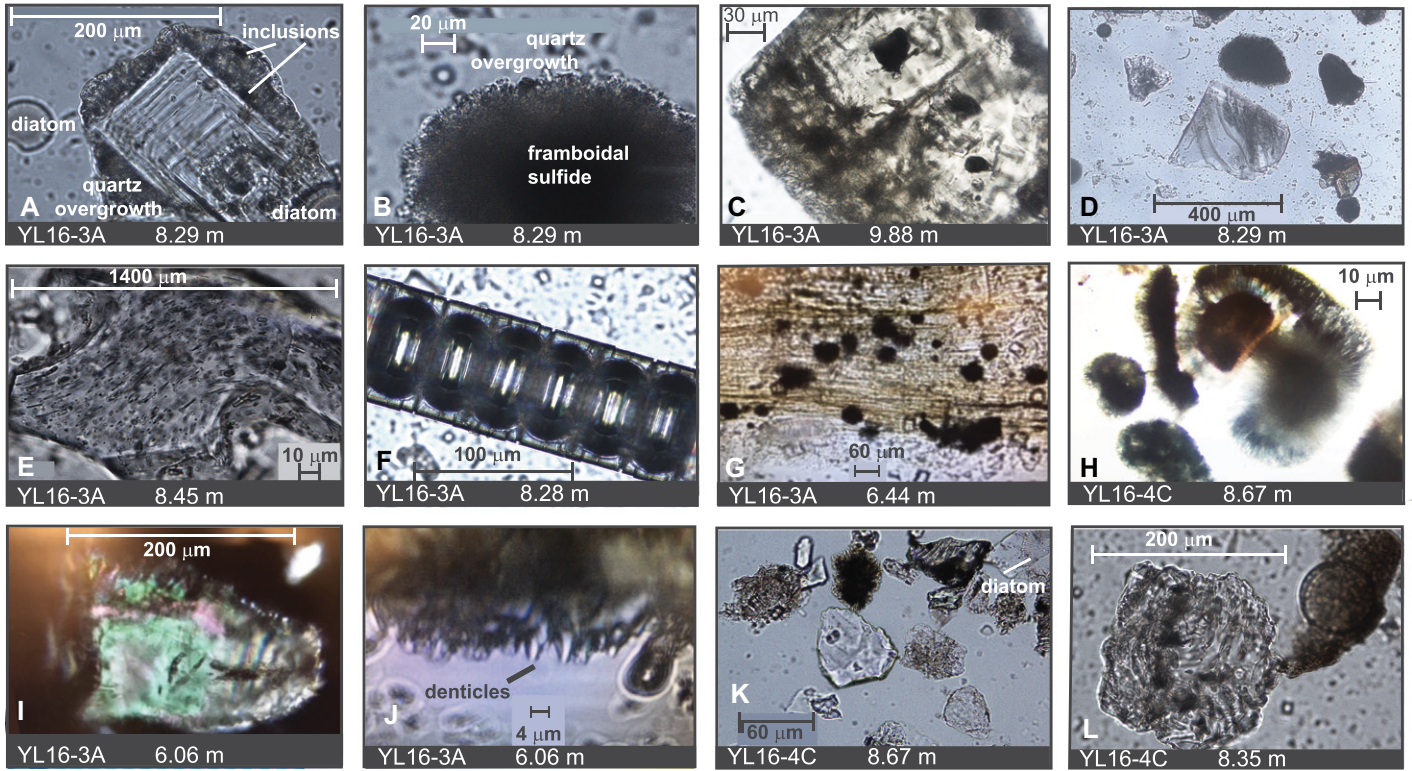 200 μm
inclusions
diatom
quartz
overgrowth
diatom
A
YL16-3A 8.29 m
20 μm
quartz
overgrowth
framboidal
sulfide
B
YL16-3A 8.29 m
30 μm
C
YL16-3A 9.88 m
D
400 μm
YL16-3A 8.29 m
1400 μm
E
10 μm
YL16-3A 8.45 m
F
100 μm
YL16-3A 8.28 m
G
60 μm
YL16-3A 6.44 m
10 μm
H
YL16-4C 8.67 m
200 μm
I
YL16-3A 6.06 m
denticles
J
4 μm
YL16-3A 6.06 m
diatom
K
60 μm
YL16-4C 8.67 m
200 μm
L
YL16-4C 8.35 m